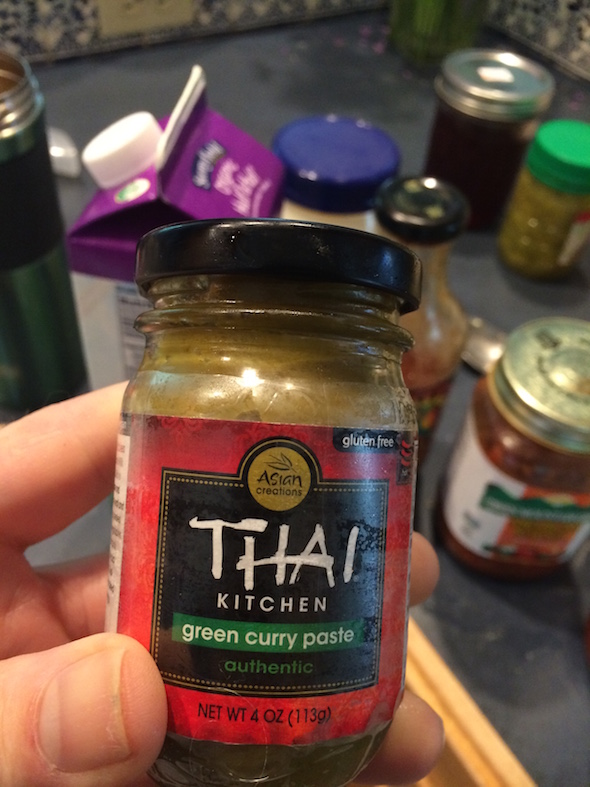 gluten free
Asian
creations
THAI
KITCHEN
green curry paste
authentic
NET WT 4 OZ (113g)